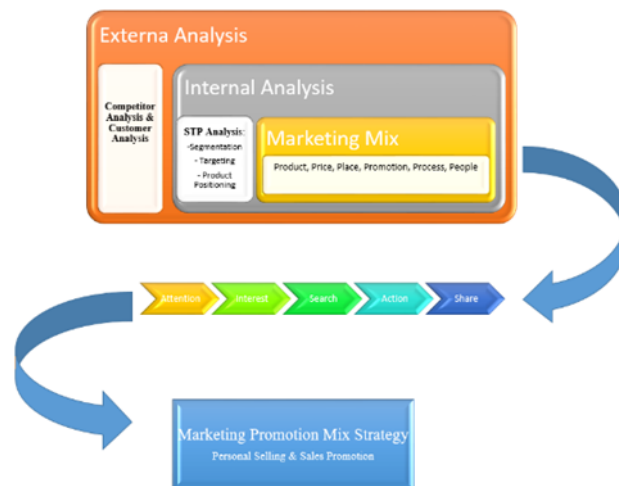 Externa Analysis
Competitor
Analysis &
Customer
Analysis
Internal Analysis
STP Analysis:
-Segmentation
- Targeting
- Product
Positioning
Marketing Mix
Product, Price, Place, Promotion, Process, People
Attention
Interest
Search
Action
Share
Marketing Promotion Mix Strategy
Personal Selling & Sales Promotion